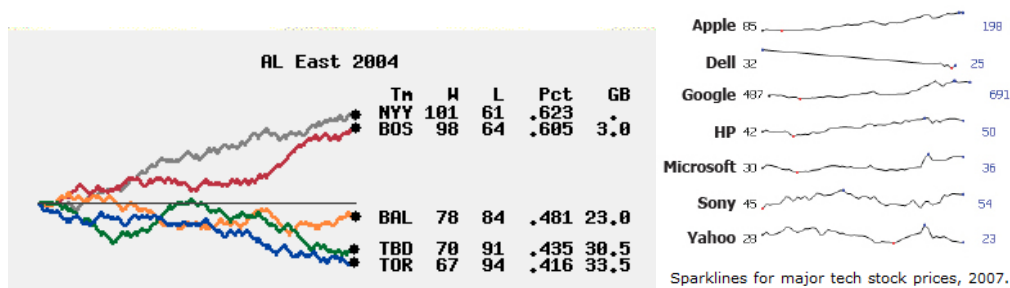 AL East 2004
Tm W L Pct GB
NYY 101 61 .623 .
BOS 98 64 .605 3.0
BAL 78 84 .481 23.0
TBD 70 91 .435 30.5
TOR 67 94 .416 33.5
Apple 85 198
Dell 32 25
Google 487 691
HP 42 50
Microsoft 30 36
Sony 45 54
Yahoo 28 23
Sparklines for major tech stock prices, 2007.